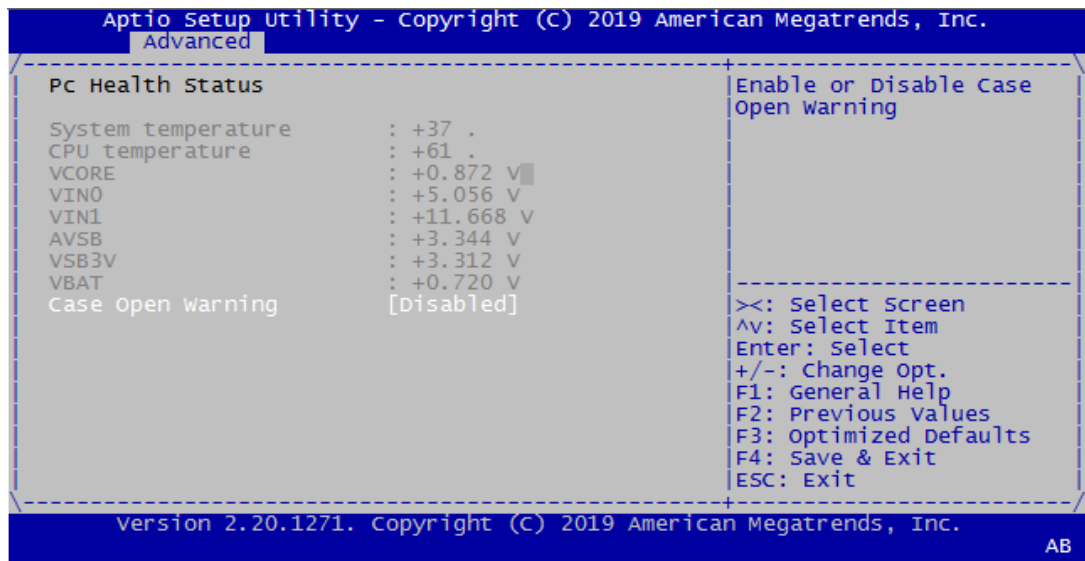 Aptio Setup Utility - Copyright (C) 2019 American Megatrends, Inc.
Advanced
Pc Health Status
System temperature : +37 .
CPU temperature : +61 .
VCORE : +0.872 V
VIN0 : +5.056 V
VIN1 : +11.668 V
AVSB : +3.344 V
VSB3V : +3.312 V
VBAT : +0.720 V
Case Open Warning [Disabled]
Enable or Disable Case
Open Warning
><: Select Screen
^v: Select Item
Enter: Select
+/-: Change Opt.
F1: General Help
F2: Previous Values
F3: Optimized Defaults
F4: Save & Exit
ESC: Exit
Version 2.20.1271. Copyright (C) 2019 American Megatrends, Inc.
AB